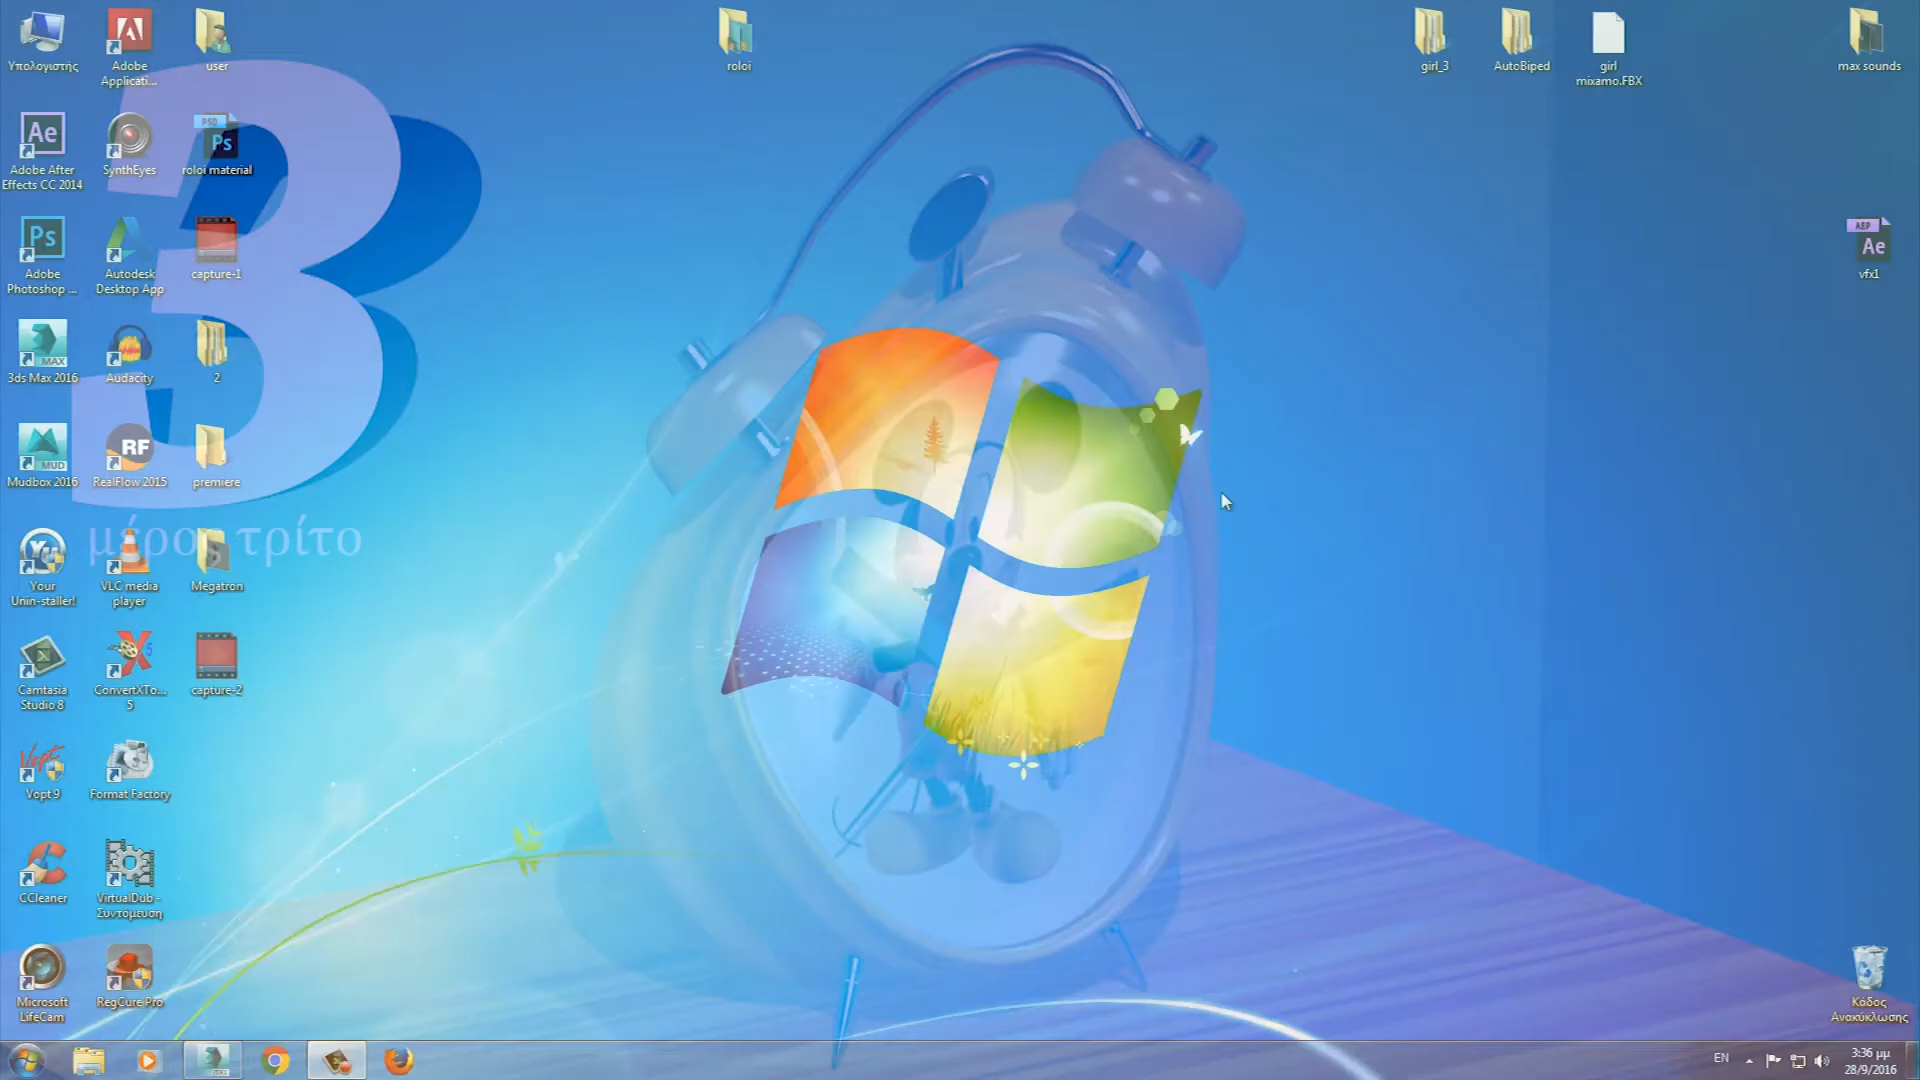 Υπολογιστής
Adobe
Applicati...
user
roloi
girl_3
AutoBiped
girl
mixamo.FBX
max sounds
3
Ae
Adobe After
Effects CC 2014
SynthEyes
PSD
Ps
roloi material
Ps
Adobe
Photoshop ...
Autodesk
Desktop App
capture-1
AEP
Ae
vfx1
MAX
3ds Max 2016
Audacity
2
MUD
Mudbox 2016
RF
RealFlow 2015
premiere
μέρος τρίτο
Your
Unin-staller!
VLC media
player
Megatron
Camtasia
Studio 8
ConvertXTo...
5
capture-2
Vopt
Vopt 9
Format Factory
CCleaner
VirtualDub -
Συντόμευση
Microsoft
LifeCam
RegCure Pro
Κάδος
Ανακύκλωσης
EN
3:36 μμ
28/9/2016